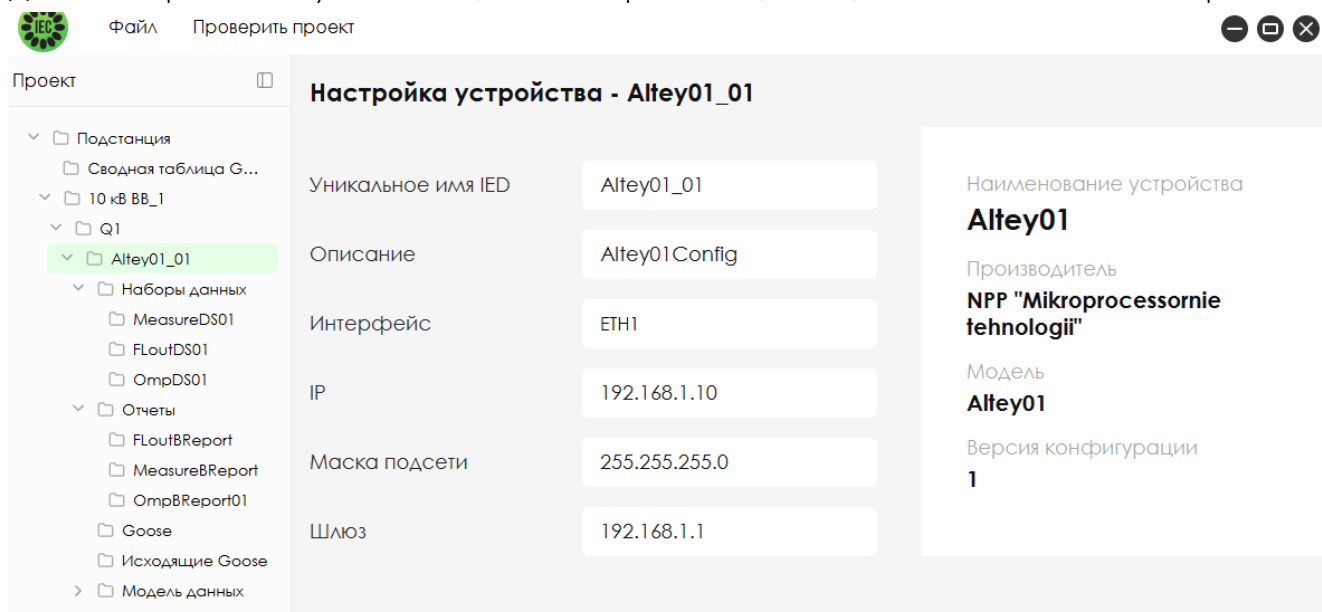 IEC
Файл
Проверить проект
Проект
Подстанция
Сводная таблица G...
10 кВ ВВ_1
Q1
Altey01_01
Наборы данных
MeasureDS01
FLoutDS01
OmpDS01
Отчеты
FLoutBReport
MeasureBReport
OmpBReport01
Goose
Исходящие Goose
Модель данных
Настройка устройства - Altey01_01
Уникальное имя IED
Altey01_01
Описание
Altey01Config
Интерфейс
ETH1
IP
192.168.1.10
Маска подсети
255.255.255.0
Шлюз
192.168.1.1
Наименование устройства
Altey01
Производитель
NPP "Mikroprocessornie
tehnologii"
Модель
Altey01
Версия конфигурации
1